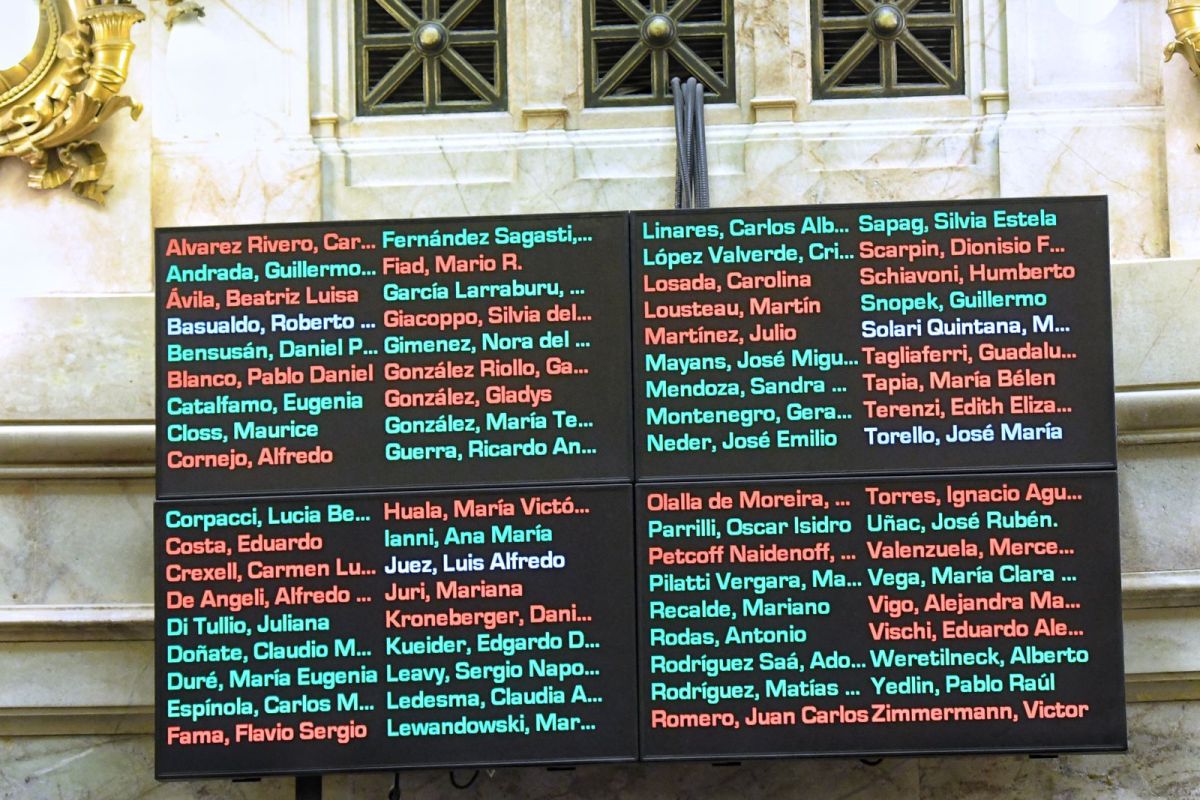 Alvarez Rivero, Car...
Andrada, Guillermo...
Ávila, Beatriz Luisa
Basualdo, Roberto ...
Bensusán, Daniel P...
Blanco, Pablo Daniel
Catalfamo, Eugenia
Closs, Maurice
Cornejo, Alfredo
Corpacci, Lucia Be...
Costa, Eduardo
Crexell, Carmen Lu...
De Angeli, Alfredo ...
Di Tullio, Juliana
Doñate, Claudio M...
Duré, María Eugenia
Espínola, Carlos M...
Fama, Flavio Sergio
Fernández Sagasti,...
Fiad, Mario R.
García Larraburu, ...
Giacoppo, Silvia del...
Gimenez, Nora del ...
González Riollo, Ga...
González, Gladys
González, María Te...
Guerra, Ricardo An...
Huala, María Victó...
Ianni, Ana María
Juez, Luis Alfredo
Juri, Mariana
Kroneberger, Dani...
Kueider, Edgardo D...
Leavy, Sergio Napo...
Ledesma, Claudia A...
Lewandowski, Mar...
Linares, Carlos Alb...
López Valverde, Cri...
Losada, Carolina
Lousteau, Martín
Martínez, Julio
Mayans, José Migu...
Mendoza, Sandra ...
Montenegro, Gera...
Neder, José Emilio
Olalla de Moreira, ...
Parrilli, Oscar Isidro
Petcoff Naidenoff, ...
Pilatti Vergara, Ma...
Recalde, Mariano
Rodas, Antonio
Rodríguez Saá, Ado...
Rodríguez, Matías ...
Romero, Juan Carlos
Sapag, Silvia Estela
Scarpin, Dionisio F...
Schiavoni, Humberto
Snopek, Guillermo
Solari Quintana, M...
Tagliaferri, Guadalu...
Tapia, María Bélen
Terenzi, Edith Eliza...
Torello, José María
Torres, Ignacio Agu...
Uñac, José Rubén.
Valenzuela, Merce...
Vega, María Clara ...
Vigo, Alejandra Ma...
Vischi, Eduardo Ale...
Weretilneck, Alberto
Yedlin, Pablo Raúl
Zimmermann, Victor